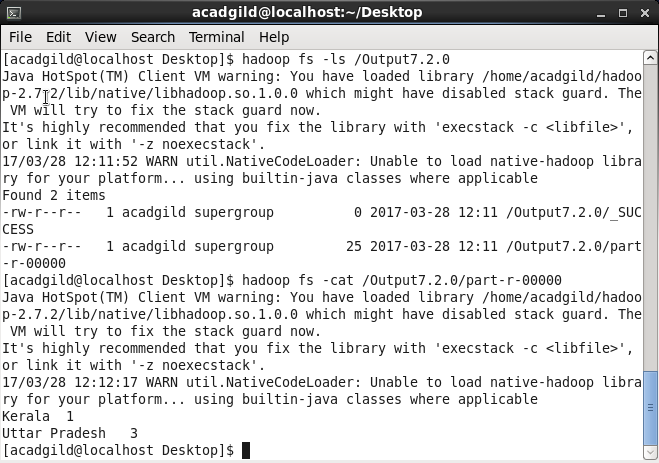 acadgild@localhost:~/Desktop
File Edit View Search Terminal Help
[acadgild@localhost Desktop]$ hadoop fs -ls /Output7.2.0
Java HotSpot(TM) Client VM warning: You have loaded library /home/acadgild/hadoo
p-2.7.2/lib/native/libhadoop.so.1.0.0 which might have disabled stack guard. The
 VM will try to fix the stack guard now.
It's highly recommended that you fix the library with 'execstack -c <libfile>',
or link it with '-z noexecstack'.
17/03/28 12:11:52 WARN util.NativeCodeLoader: Unable to load native-hadoop libra
ry for your platform... using builtin-java classes where applicable
Found 2 items
-rw-r--r--   1 acadgild supergroup          0 2017-03-28 12:11 /Output7.2.0/_SUC
CESS
-rw-r--r--   1 acadgild supergroup         25 2017-03-28 12:11 /Output7.2.0/part
-r-00000
[acadgild@localhost Desktop]$ hadoop fs -cat /Output7.2.0/part-r-00000
Java HotSpot(TM) Client VM warning: You have loaded library /home/acadgild/hadoo
p-2.7.2/lib/native/libhadoop.so.1.0.0 which might have disabled stack guard. The
 VM will try to fix the stack guard now.
It's highly recommended that you fix the library with 'execstack -c <libfile>',
or link it with '-z noexecstack'.
17/03/28 12:12:17 WARN util.NativeCodeLoader: Unable to load native-hadoop libra
ry for your platform... using builtin-java classes where applicable
Kerala  1
Uttar Pradesh   3
[acadgild@localhost Desktop]$